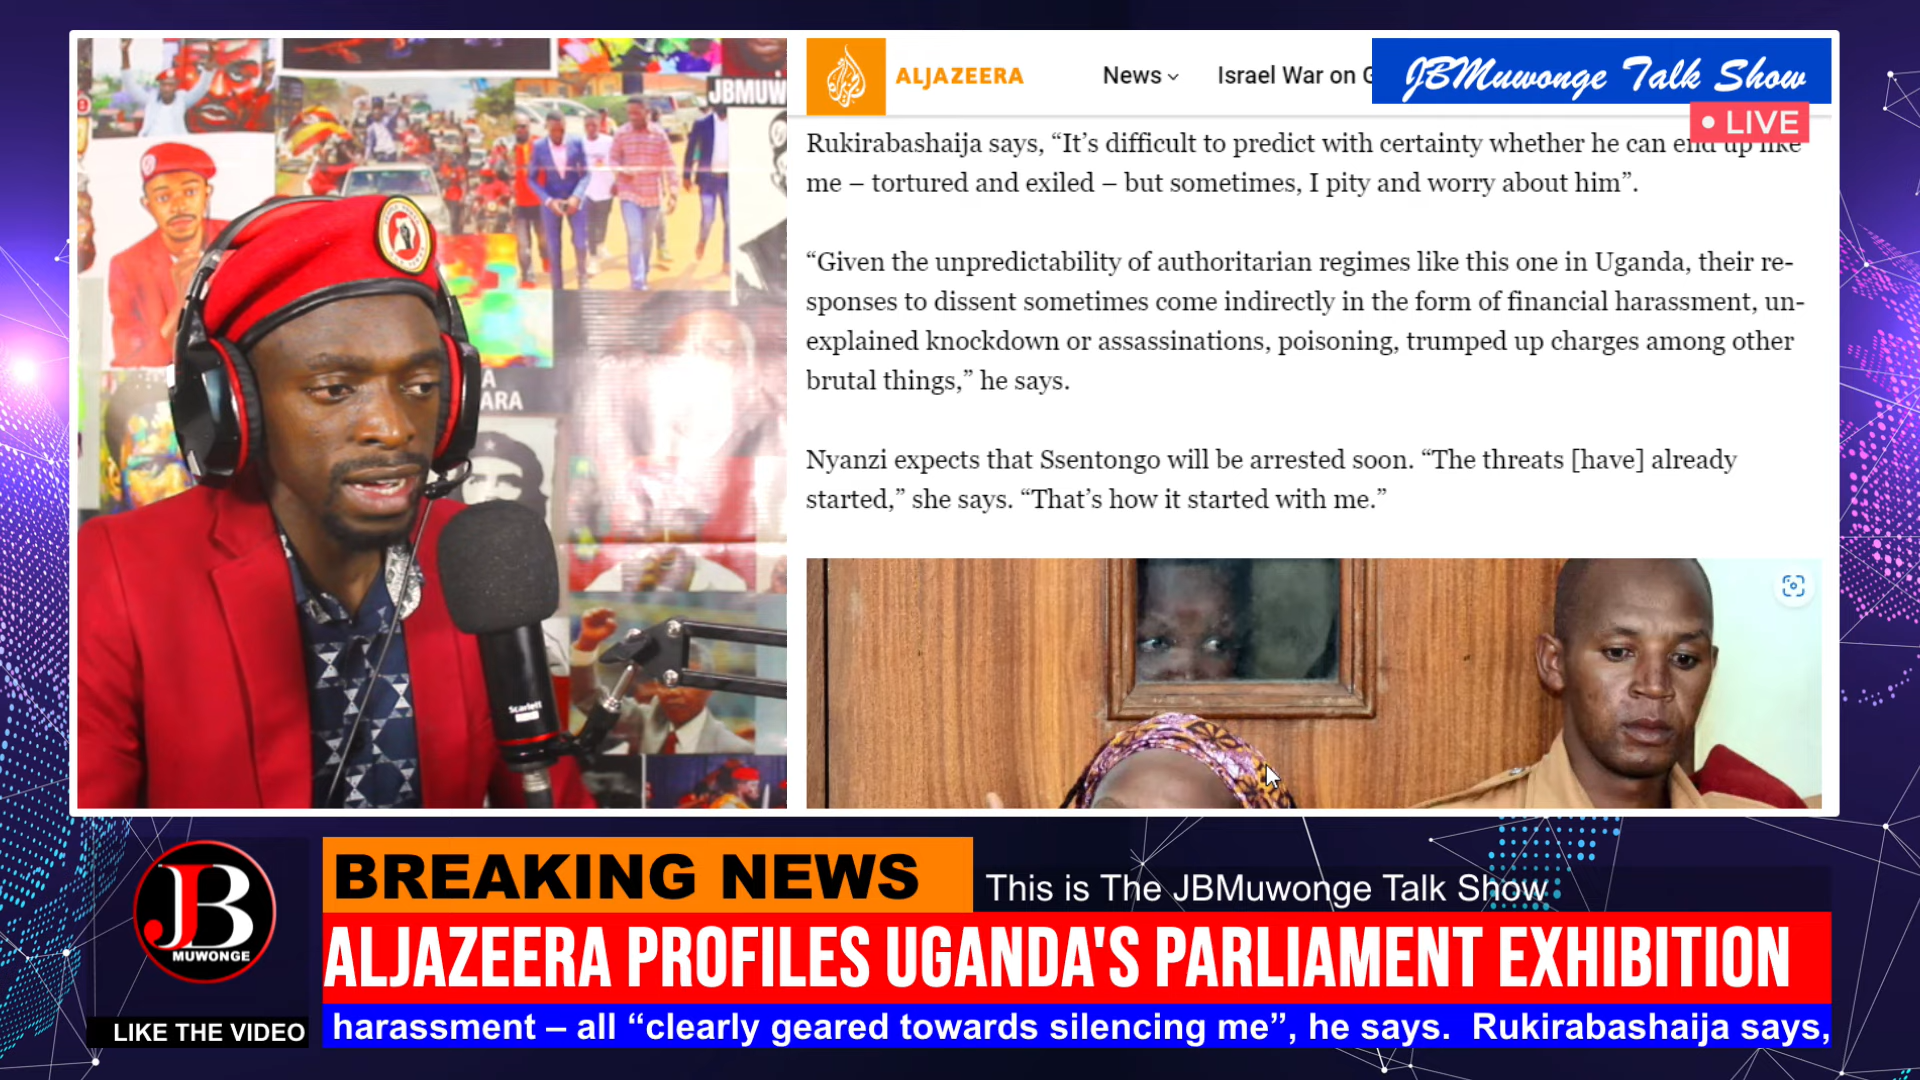 JBMUW
ARA
Scarlett
ALJAZEERA
News
Israel War on G
JBMuwonge Talk Show
LIVE
Rukirabashaija says, “It’s difficult to predict with certainty whether he can end up like
me – tortured and exiled – but sometimes, I pity and worry about him”.
“Given the unpredictability of authoritarian regimes like this one in Uganda, their re-
sponses to dissent sometimes come indirectly in the form of financial harassment, un-
explained knockdown or assassinations, poisoning, trumped up charges among other
brutal things,” he says.
Nyanzi expects that Ssentongo will be arrested soon. “The threats [have] already
started,” she says. “That’s how it started with me.”
BREAKING NEWS
This is The JBMuwonge Talk Show
ALJAZEERA PROFILES UGANDA'S PARLIAMENT EXHIBITION
JB
MUWONGE
LIKE THE VIDEO
harassment – all “clearly geared towards silencing me”, he says. Rukirabashaija says,